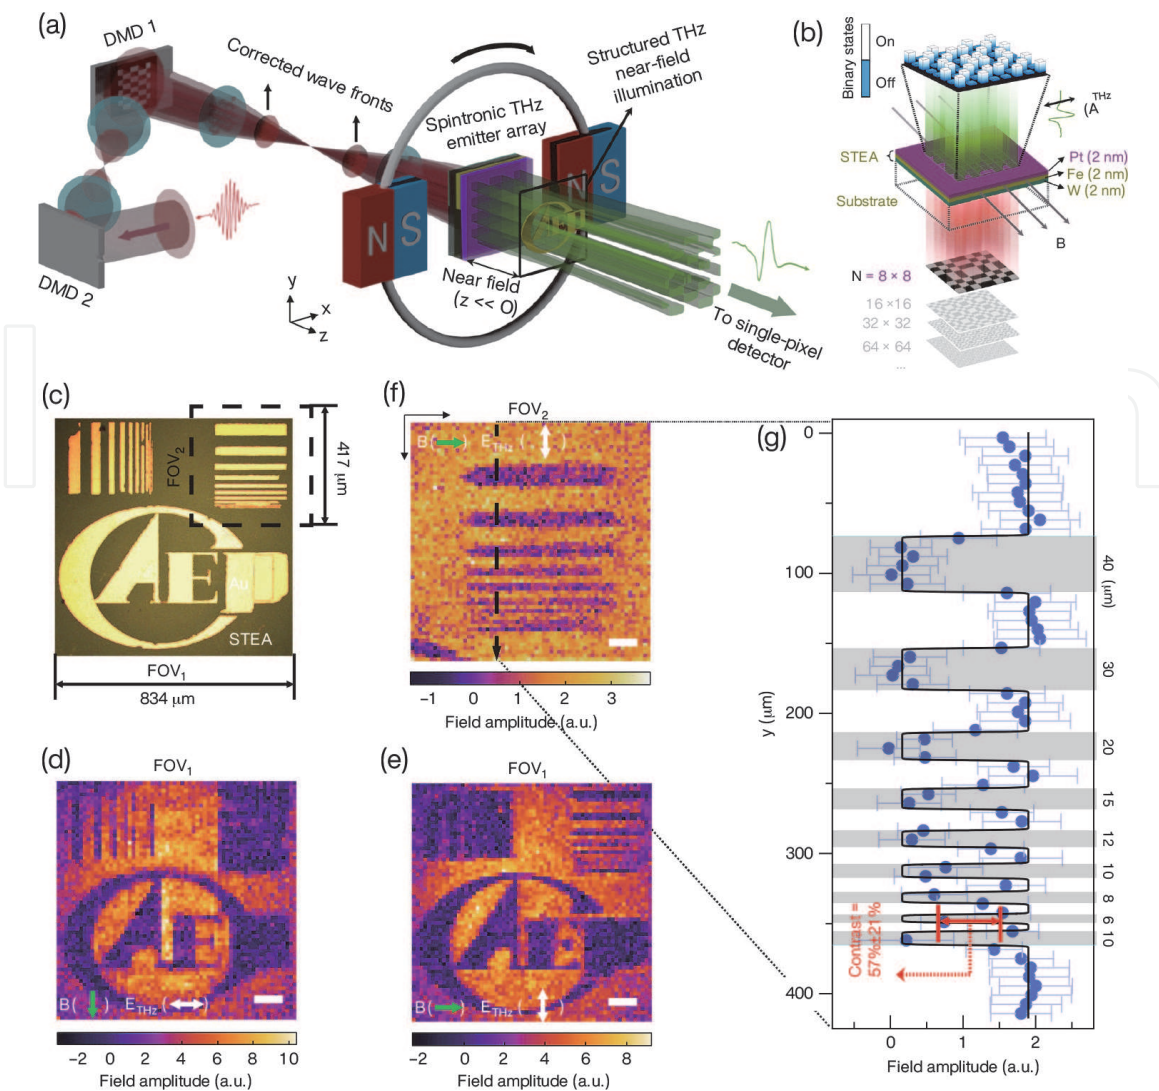 (a)
DMD 1
Corrected wave fronts
Spintronic THz
emitter array
Structured THz
near-field
illumination
N
S
N
S
DMD 2
Near field
(z << O)
To single-pixel
detector
y
x
z
(b)
Binary states
On
Off
THz
(A
STEA
Pt (2 nm)
Fe (2 nm)
W (2 nm)
Substrate
B
N = 8 × 8
16 ×16
32 × 32
64 × 64
...
(c)
FOV2
417 μm
AE
Au
STEA
FOV1
834 μm
(f)
FOV2
B( ) ETHz ( )
−1 0 1 2 3
Field amplitude (a.u.)
(g)
0
100
200
300
400
y (μm)
40 (μm)
30
20
15
12
10
8
6
10
Contrast =
57%±21%
0 1 2
Field amplitude (a.u.)
(d)
FOV1
AE
B( ) ETHz ( )
−2 0 2 4 6 8 10
Field amplitude (a.u.)
(e)
FOV1
AE
B( ) ETHz ( )
−2 0 2 4 6 8
Field amplitude (a.u.)